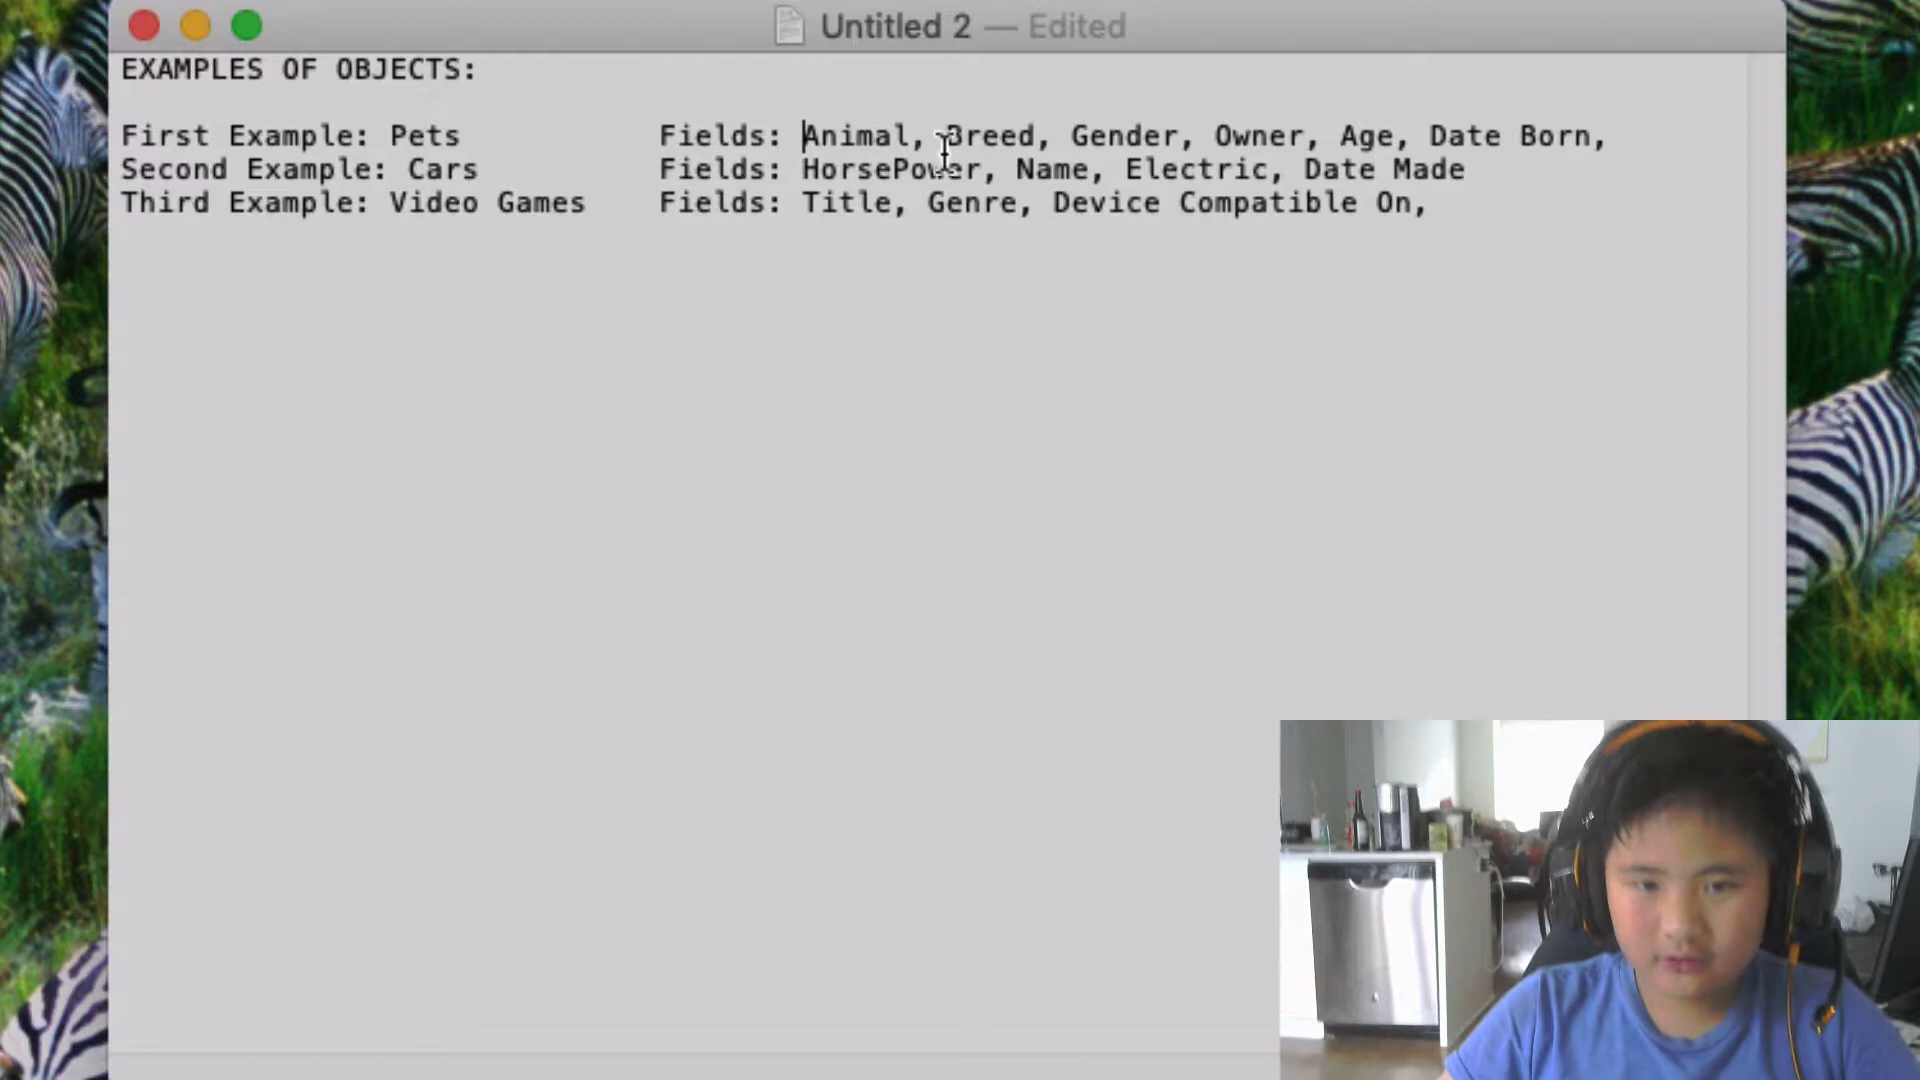 Untitled 2 — Edited
EXAMPLES OF OBJECTS:
First Example: Pets Fields: Animal, Breed, Gender, Owner, Age, Date Born,
Second Example: Cars Fields: HorsePower, Name, Electric, Date Made
Third Example: Video Games Fields: Title, Genre, Device Compatible On,